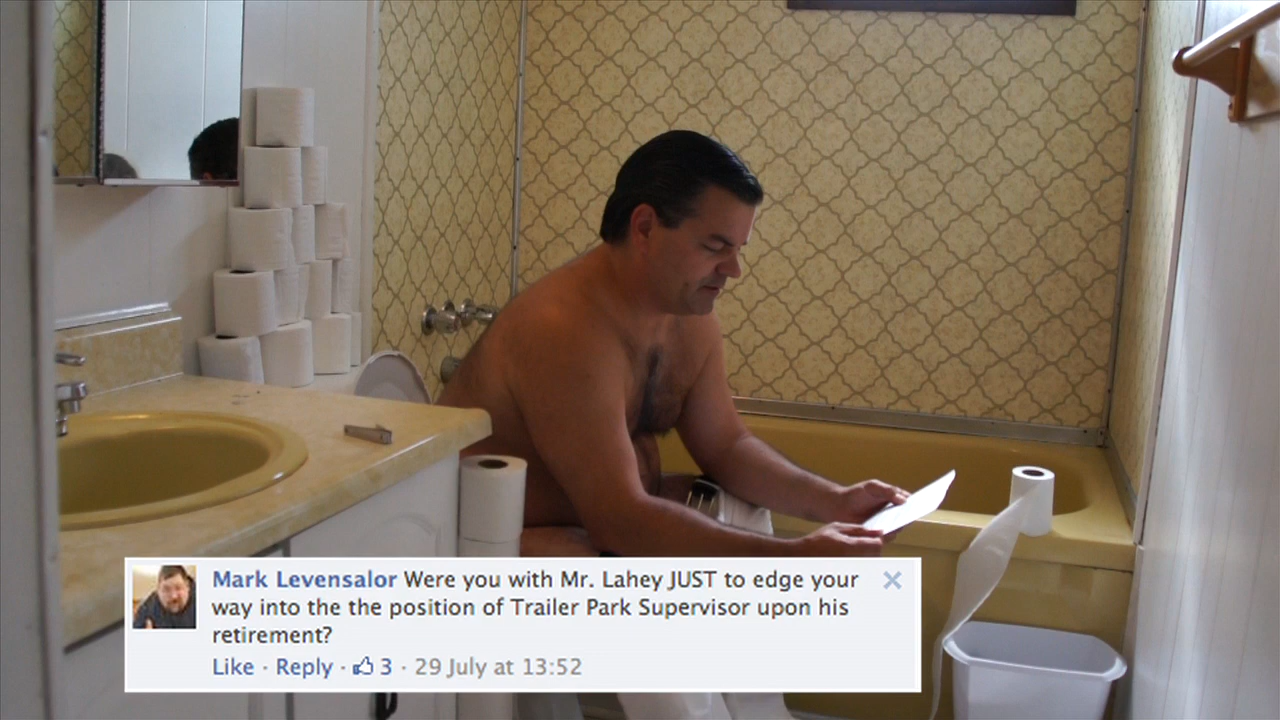 Mark Levensalor Were you with Mr. Lahey JUST to edge your
way into the the position of Trailer Park Supervisor upon his
retirement?
Like · Reply · 3 · 29 July at 13:52